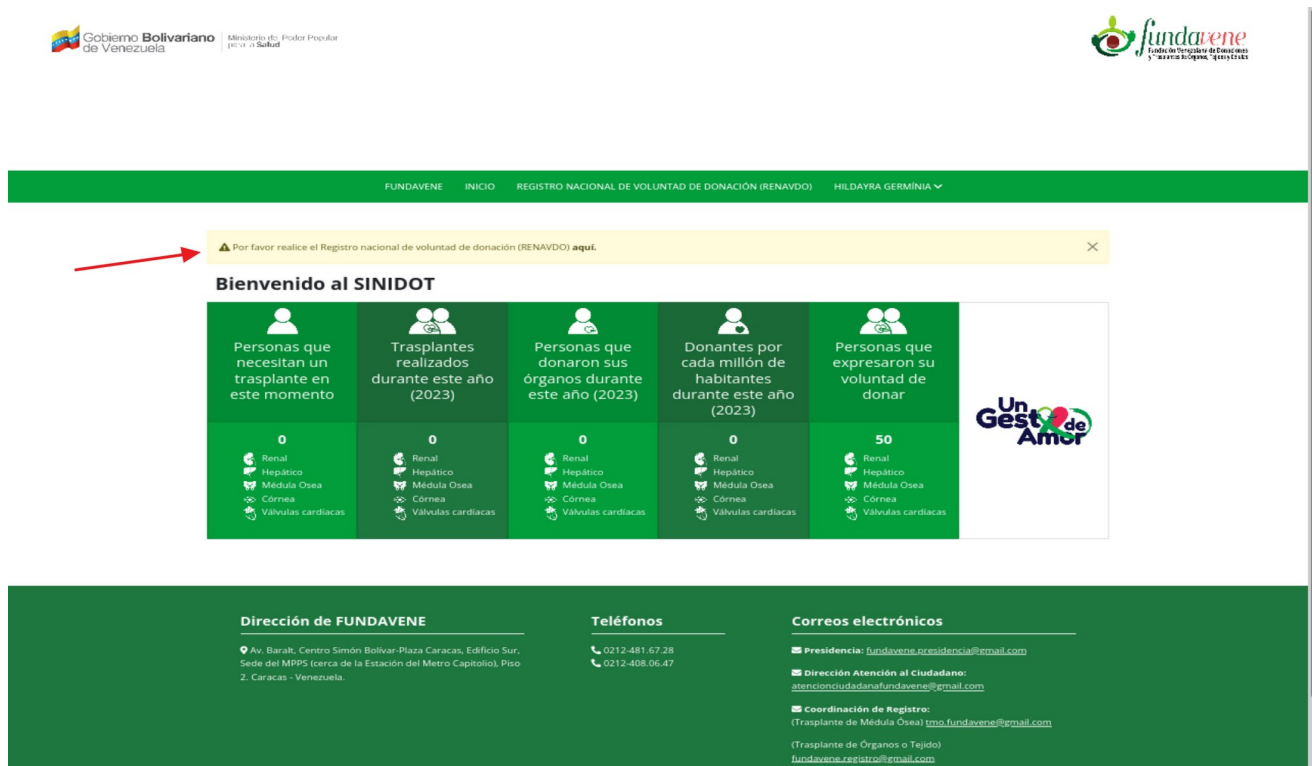 Gobierno Bolivariano
de Venezuela
Ministerio del Poder Popular
para la Salud
fundavene
Fundación Venezolana de Donaciones
y Trasplantes de Órganos, Tejidos y Células
FUNDAVENE INICIO REGISTRO NACIONAL DE VOLUNTAD DE DONACIÓN (RENAVDO) HILDAYRA GERMÍNIA
Por favor realice el Registro nacional de voluntad de donación (RENAVDO) aquí.
Bienvenido al SINIDOT
Personas que
necesitan un
trasplante en
este momento
0
Renal
Hepático
Médula Osea
Córnea
Válvulas cardíacas
Trasplantes
realizados
durante este año
(2023)
0
Renal
Hepático
Médula Osea
Córnea
Válvulas cardíacas
Personas que
donaron sus
órganos durante
este año (2023)
0
Renal
Hepático
Médula Osea
Córnea
Válvulas cardíacas
Donantes por
cada millón de
habitantes
durante este año
(2023)
0
Renal
Hepático
Médula Osea
Córnea
Válvulas cardíacas
Personas que
expresaron su
voluntad de
donar
50
Renal
Hepático
Médula Osea
Córnea
Válvulas cardíacas
Un
Gesto de
Amor
Dirección de FUNDAVENE
Av. Baralt, Centro Simón Bolívar-Plaza Caracas, Edificio Sur,
Sede del MPPS (cerca de la Estación del Metro Capitolio), Piso
2. Caracas - Venezuela.
Teléfonos
0212-481.67.28
0212-408.06.47
Correos electrónicos
Presidencia: fundavene.presidencia@gmail.com
Dirección Atención al Ciudadano:
atencionciudadanafundavene@gmail.com
Coordinación de Registro:
(Trasplante de Médula Ósea) tmo.fundavene@gmail.com
(Trasplante de Órganos o Tejido)
fundavene.registro@gmail.com